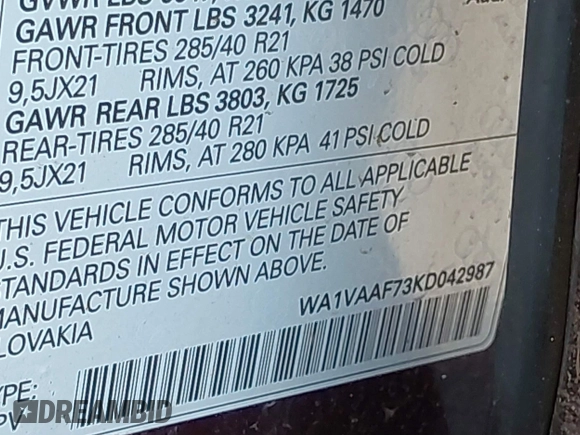 GAWR FRONT LBS 3241, KG 1470
FRONT-TIRES 285/40 R21
9,5JX21 RIMS, AT 260 KPA 38 PSI COLD
GAWR REAR LBS 3803, KG 1725
REAR-TIRES 285/40 R21
9,5JX21 RIMS, AT 280 KPA 41 PSI COLD
THIS VEHICLE CONFORMS TO ALL APPLICABLE
U.S. FEDERAL MOTOR VEHICLE SAFETY
STANDARDS IN EFFECT ON THE DATE OF
MANUFACTURE SHOWN ABOVE.
WA1VAAF73KD042987
LOVAKIA
YPE:
DREAMBID